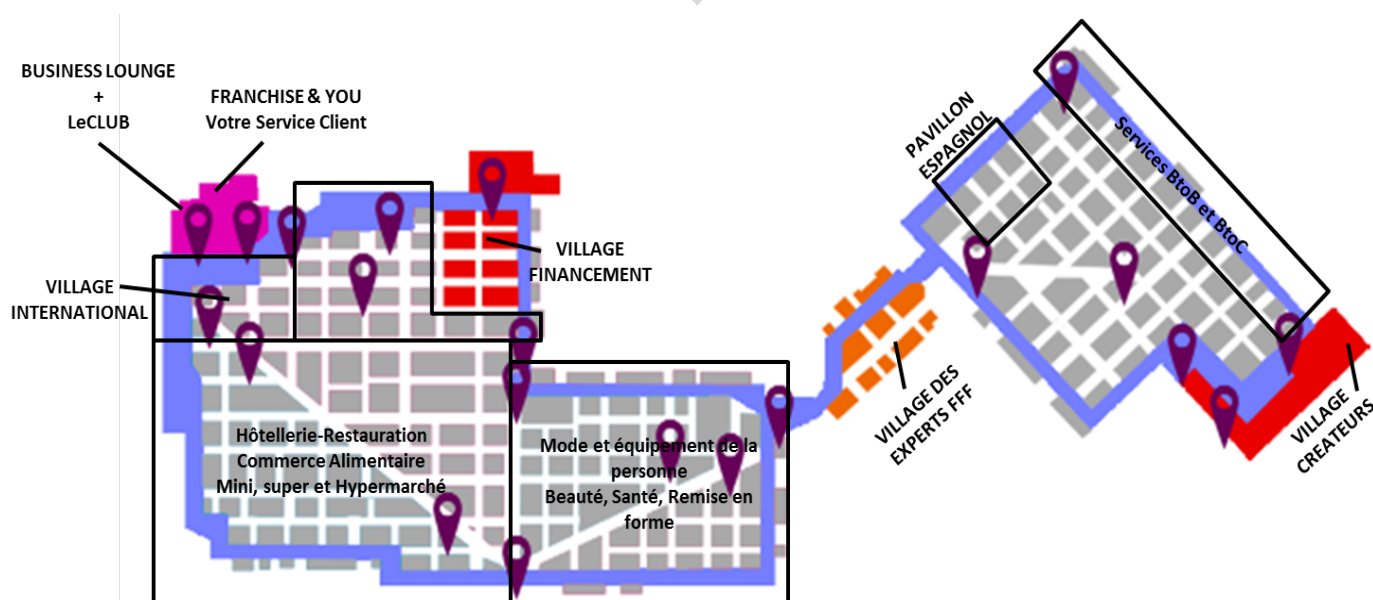 BUSINESS LOUNGE
+
LeCLUB
FRANCHISE & YOU
Votre Service Client
VILLAGE
INTERNATIONAL
VILLAGE
FINANCEMENT
Hôtellerie-Restauration
Commerce Alimentaire
Mini, super et Hypermarché
Mode et équipement de la
personne
Beauté, Santé, Remise en
forme
VILLAGE DES
EXPERTS FFF
PAVILLON
ESPAGNOL
Services BtoB et BtoC
VILLAGE
CREATEURS